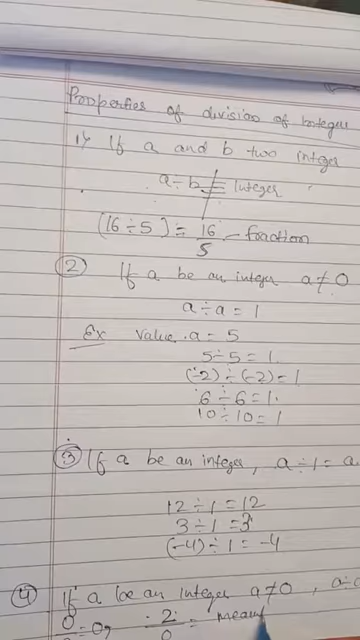 Properties of division of Integer
1) If a and b two integer
a ÷ b ≠ Integer
(16 ÷ 5) = 16/5 - fraction
(2) If a be an integer a ≠ 0
a ÷ a = 1
Ex Value a = 5
5 ÷ 5 = 1
(-2) ÷ (-2) = 1
6 ÷ 6 = 1
10 ÷ 10 = 1
(3) If a be an integer, a ÷ 1 = a
12 ÷ 1 = 12
3 ÷ 1 = 3
(-4) ÷ 1 = -4
(4) If a be an integer a ≠ 0,